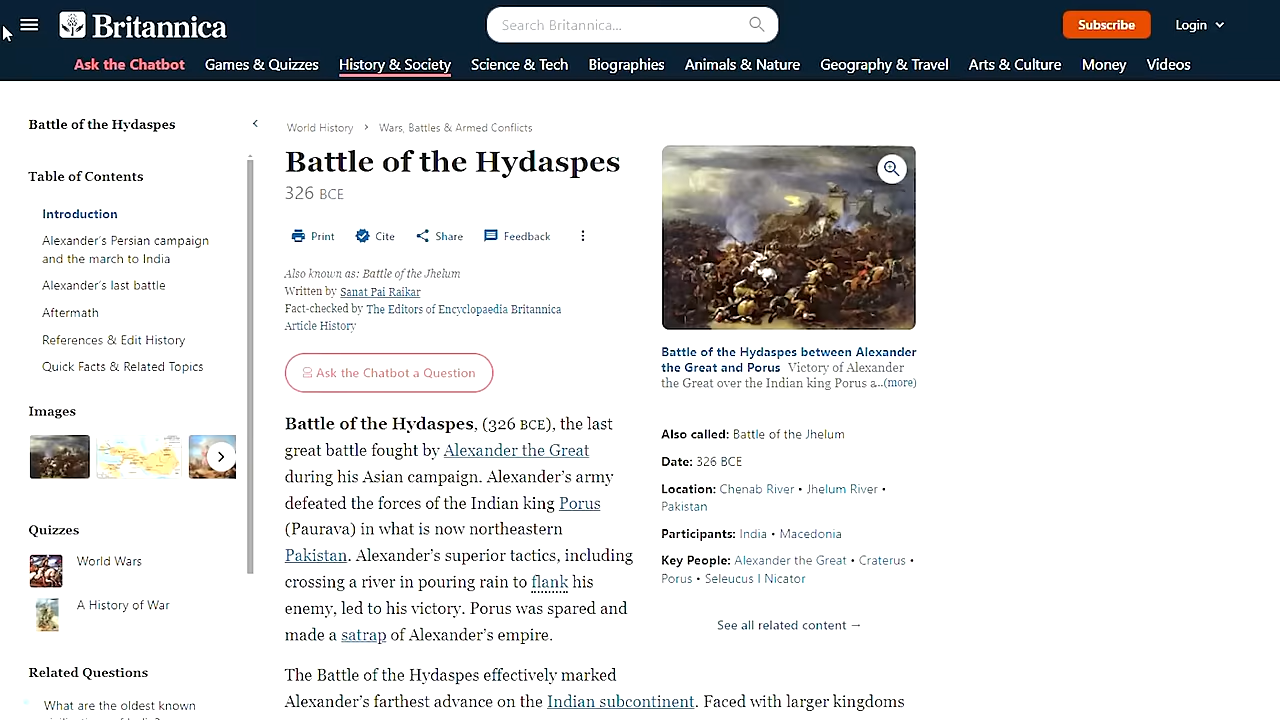 Britannica
Search Britannica...
Subscribe
Login
Ask the Chatbot
Games & Quizzes
History & Society
Science & Tech
Biographies
Animals & Nature
Geography & Travel
Arts & Culture
Money
Videos
Battle of the Hydaspes
Table of Contents
Introduction
Alexander's Persian campaign
and the march to India
Alexander's last battle
Aftermath
References & Edit History
Quick Facts & Related Topics
Images
Quizzes
World Wars
A History of War
Related Questions
What are the oldest known
World History > Wars, Battles & Armed Conflicts
Battle of the Hydaspes
326 BCE
Print
Cite
Share
Feedback
Also known as: Battle of the Jhelum
Written by Sanat Pai Raikar
Fact-checked by The Editors of Encyclopaedia Britannica
Article History
Ask the Chatbot a Question
Battle of the Hydaspes, (326 BCE), the last
great battle fought by Alexander the Great
during his Asian campaign. Alexander's army
defeated the forces of the Indian king Porus
(Paurava) in what is now northeastern
Pakistan. Alexander's superior tactics, including
crossing a river in pouring rain to flank his
enemy, led to his victory. Porus was spared and
made a satrap of Alexander's empire.
The Battle of the Hydaspes effectively marked
Alexander's farthest advance on the Indian subcontinent. Faced with larger kingdoms
Battle of the Hydaspes between Alexander
the Great and Porus Victory of Alexander
the Great over the Indian king Porus a...(more)
Also called: Battle of the Jhelum
Date: 326 BCE
Location: Chenab River • Jhelum River •
Pakistan
Participants: India • Macedonia
Key People: Alexander the Great • Craterus •
Porus • Seleucus I Nicator
See all related content →